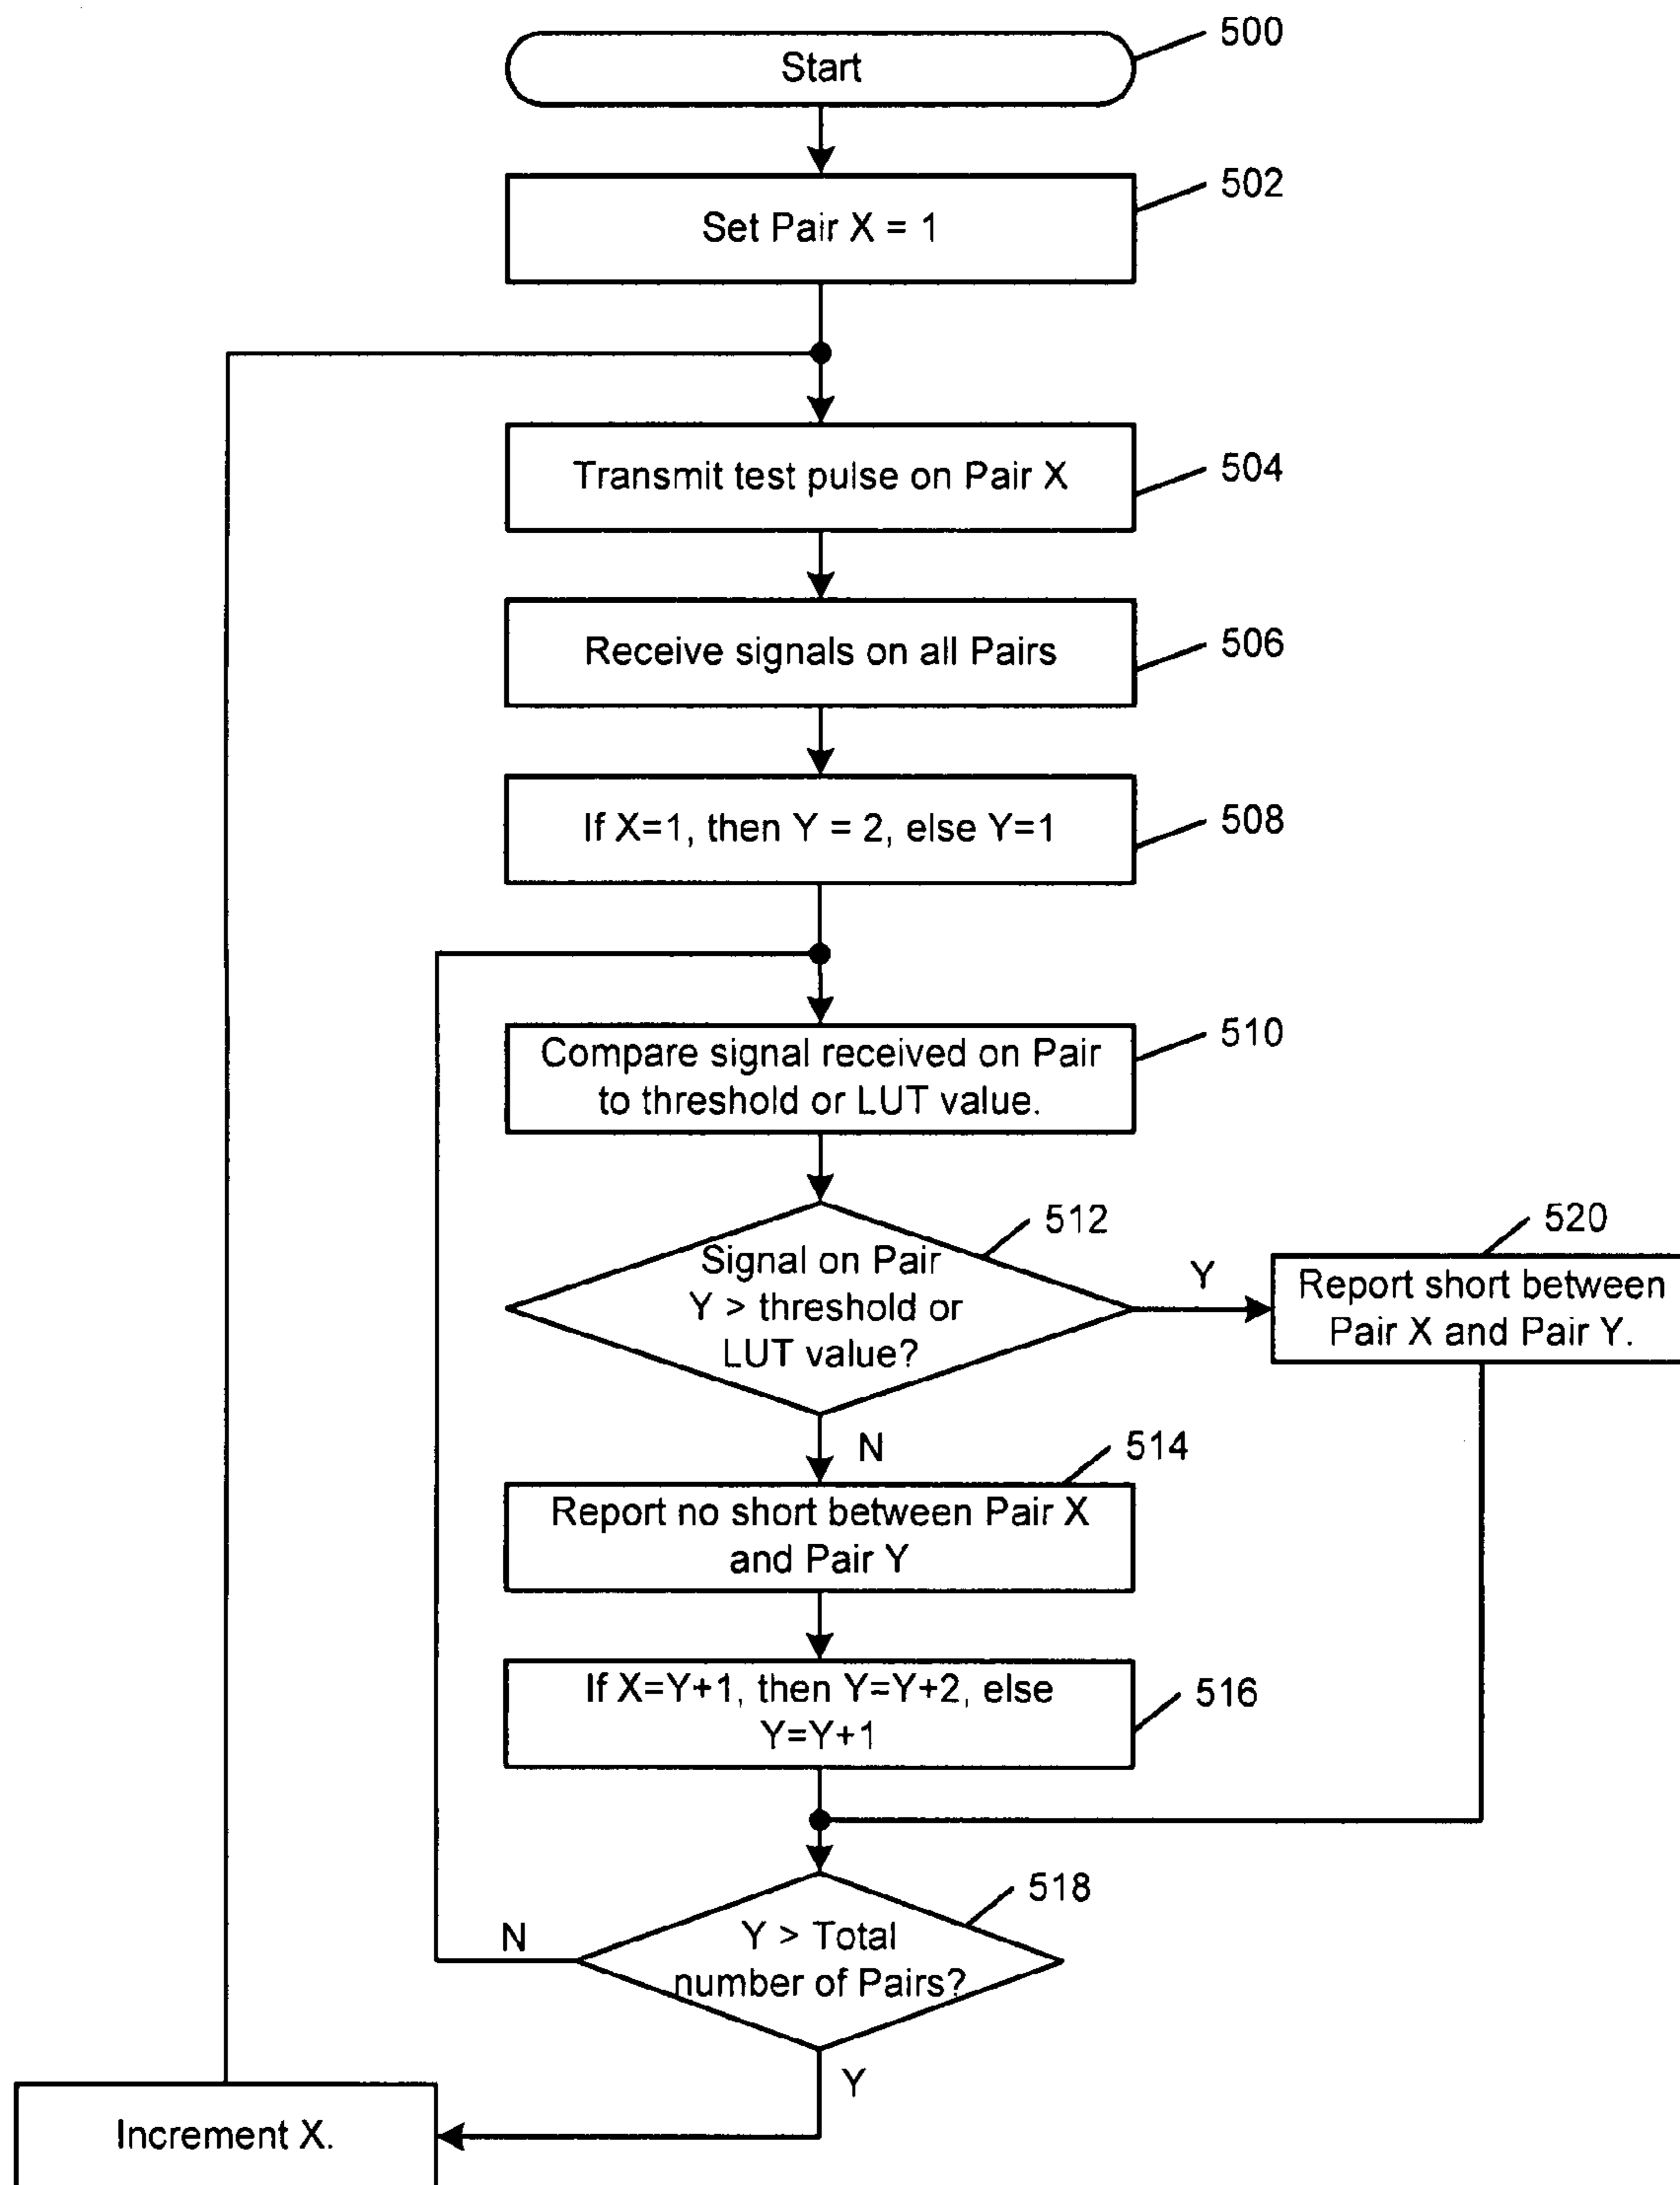 Start
500
Set Pair X = 1
502
Transmit test pulse on Pair X
504
Receive signals on all Pairs
506
If X=1, then Y = 2, else Y=1
508
Compare signal received on Pair
to threshold or LUT value.
510
Signal on Pair
Y > threshold or
LUT value?
512
Y
520
Report short between
Pair X and Pair Y.
N
514
Report no short between Pair X
and Pair Y
If X=Y+1, then Y=Y+2, else
Y=Y+1
516
518
N
Y > Total
number of Pairs?
Y
Increment X.